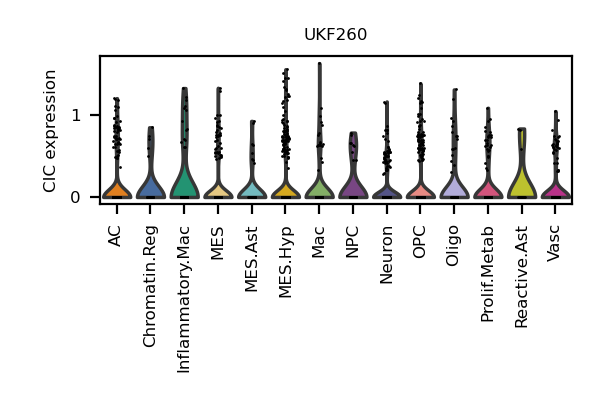 UKF260
CIC expression
1
0
AC
Chromatin.Reg
Inflammatory.Mac
MES
MES.Ast
MES.Hyp
Mac
NPC
Neuron
OPC
Oligo
Prolif.Metab
Reactive.Ast
Vasc